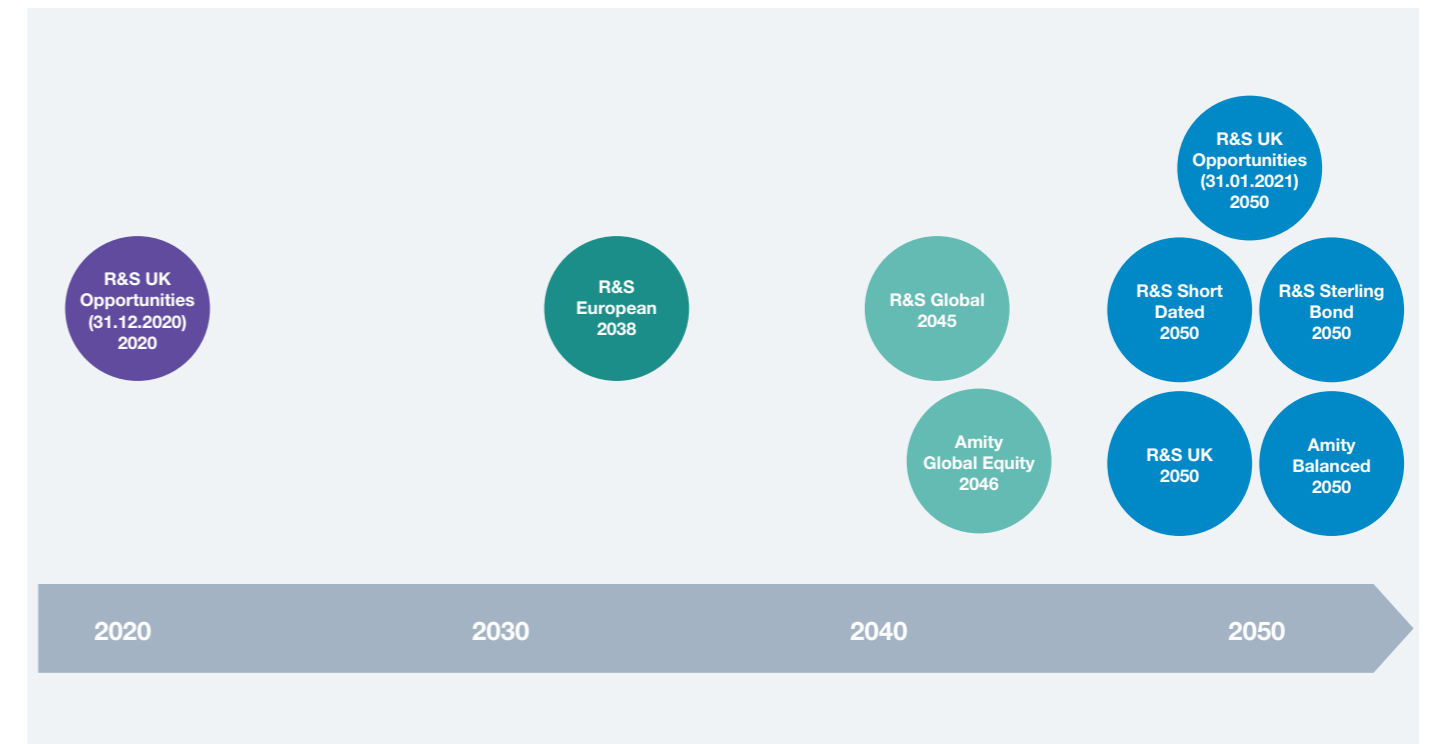 R&S UK
Opportunities
(31.01.2021)
2050
R&S UK
Opportunities
(31.12.2020)
2020
R&S
European
2038
R&S Global
2045
R&S Short
Dated
2050
R&S Sterling
Bond
2050
Amity
Global Equity
2046
R&S UK
2050
Amity
Balanced
2050
2020
2030
2040
2050